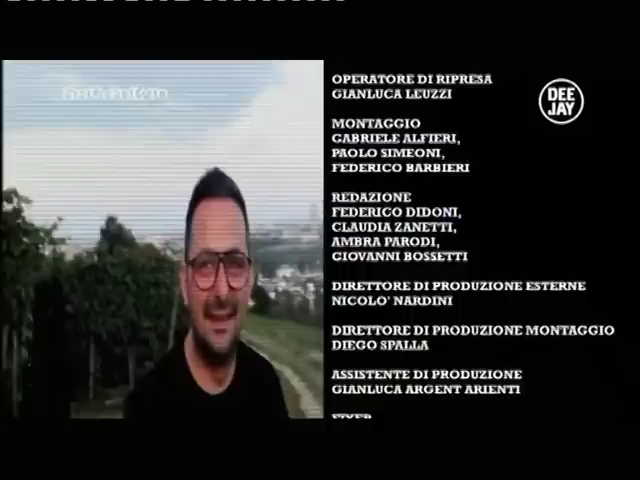 OPERATORE DI RIPRESA
GIANLUCA LEUZZI
DEE
JAY
MONTAGGIO
GABRIELE ALFIERI,
PAOLO SIMEONI,
FEDERICO BARBIERI
REDAZIONE
FEDERICO DIDONI,
CLAUDIA ZANETTI,
AMBRA PARODI,
GIOVANNI BOSSETTI
DIRETTORE DI PRODUZIONE ESTERNE
NICOLO' NARDINI
DIRETTORE DI PRODUZIONE MONTAGGIO
DIEGO SPALLA
ASSISTENTE DI PRODUZIONE
GIANLUCA ARGENT ARIENTI